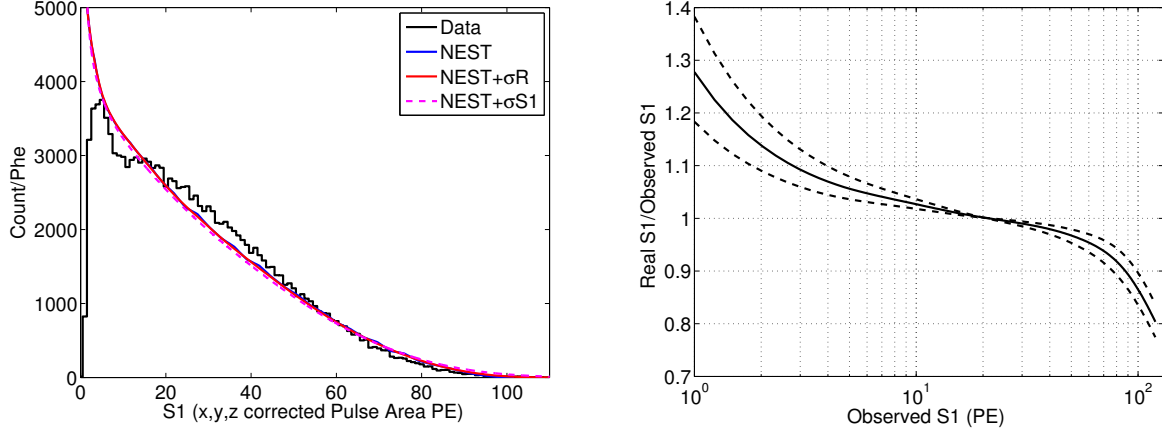 5000
4000
3000
2000
1000
0
0
20
40
60
80
100
Count/Phe
S1 (x,y,z corrected Pulse Area PE)
Data
NEST
NEST+σR
NEST+σS1
1.4
1.3
1.2
1.1
1
0.9
0.8
0.7
10^0
10^1
10^2
Real S1/Observed S1
Observed S1 (PE)